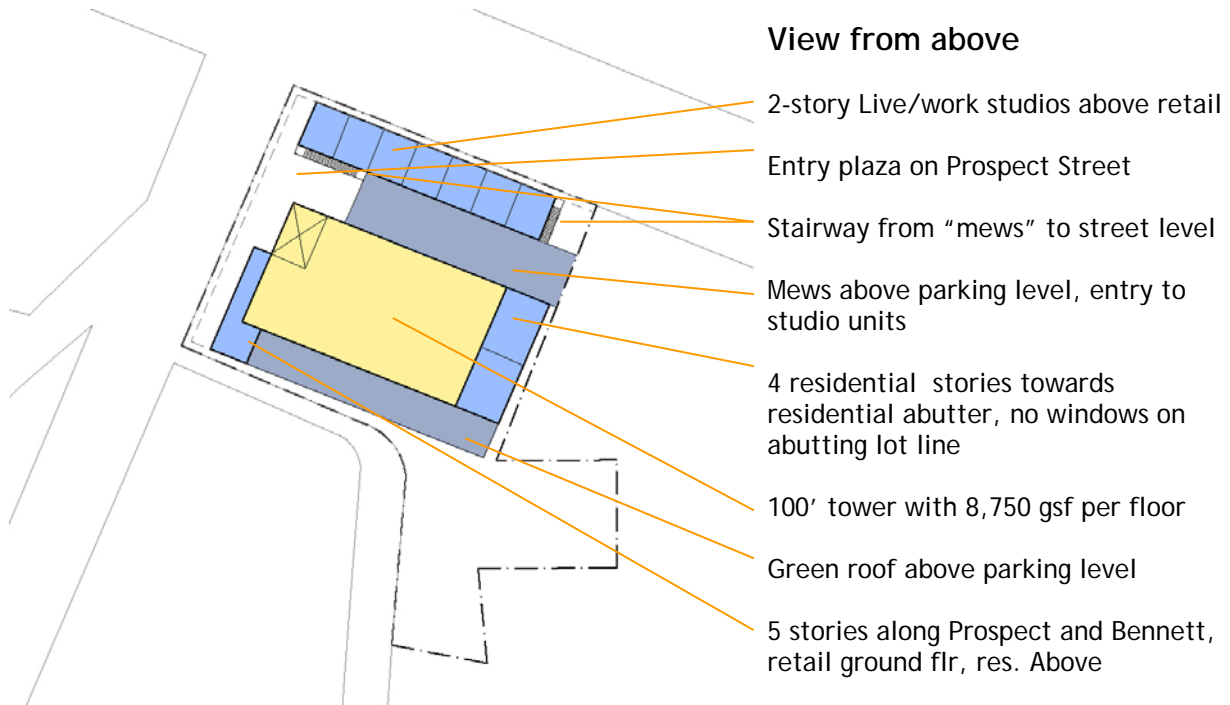 View from above
2-story Live/work studios above retail
Entry plaza on Prospect Street
Stairway from “mews” to street level
Mews above parking level, entry to
studio units
4 residential stories towards
residential abutter, no windows on
abutting lot line
100’ tower with 8,750 gsf per floor
Green roof above parking level
5 stories along Prospect and Bennett,
retail ground flr, res. Above